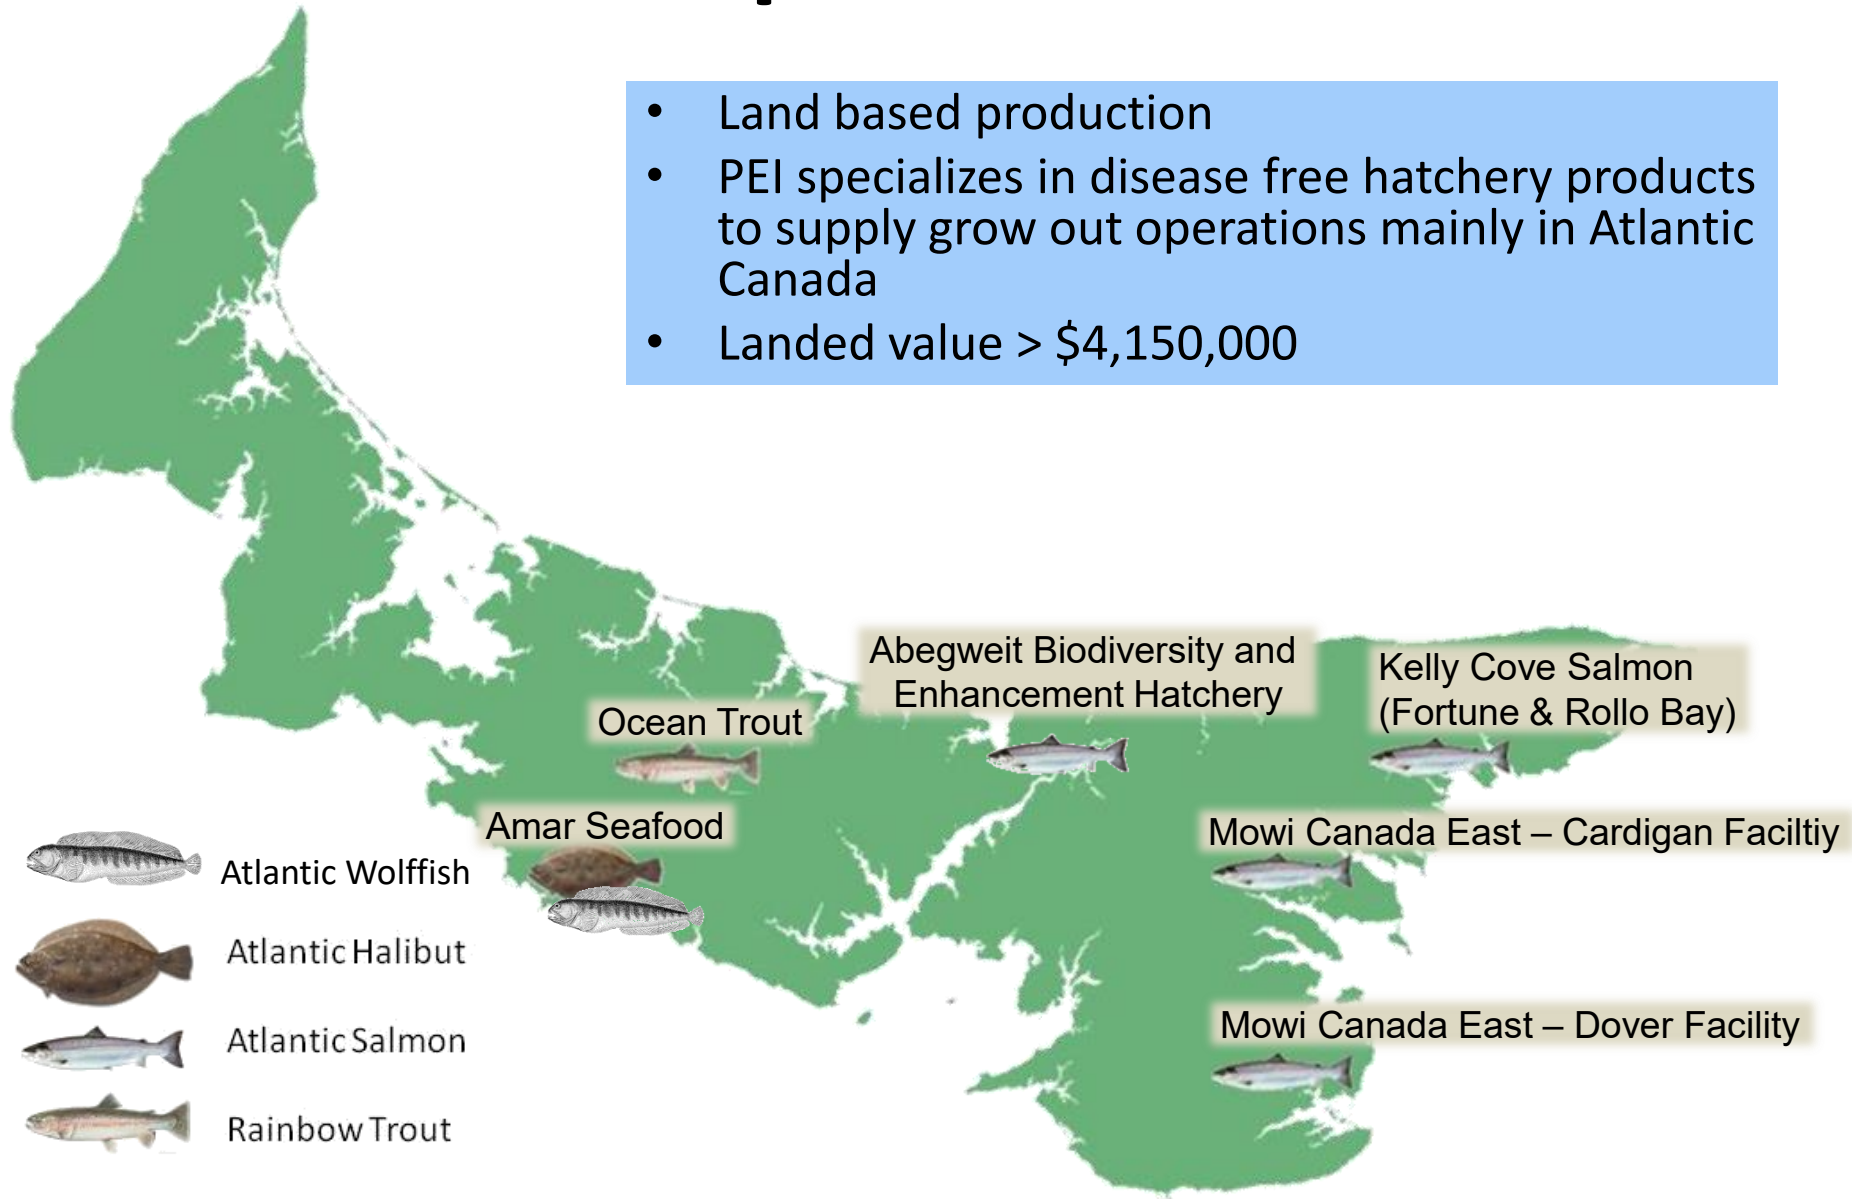 • Land based production
• PEI specializes in disease free hatchery products
to supply grow out operations mainly in Atlantic
Canada
• Landed value > $4,150,000
Abegweit Biodiversity and
Enhancement Hatchery
Kelly Cove Salmon
(Fortune & Rollo Bay)
Ocean Trout
Amar Seafood
Mowi Canada East – Cardigan Faciltiy
Mowi Canada East – Dover Facility
Atlantic Wolffish
Atlantic Halibut
Atlantic Salmon
Rainbow Trout